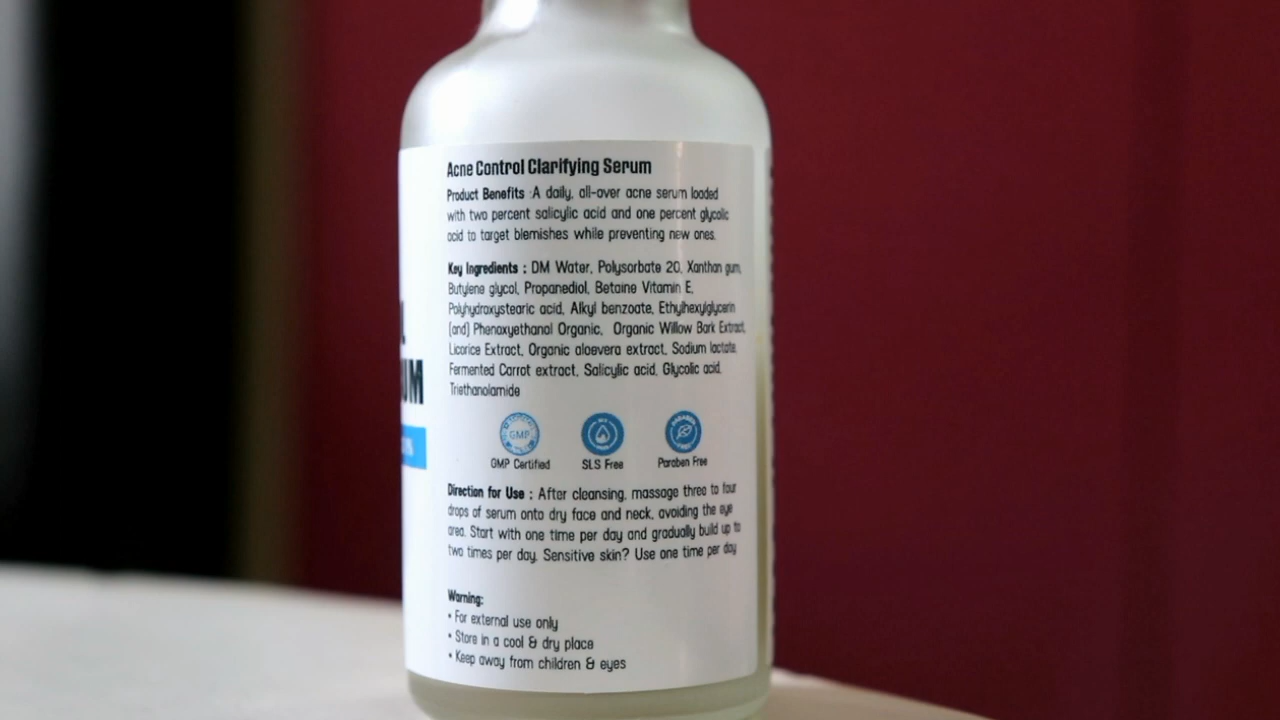 Acne Control Clarifying Serum
Product Benefits : A daily, all-over acne serum loaded
with two percent salicylic acid and one percent glycolic
acid to target blemishes while preventing new ones.
Key Ingredients : DM Water, Polysorbate 20, Xanthan gum,
Butylene glycol, Propanediol, Betaine Vitamin E,
Polyhydroxystearic acid, Alkyl benzoate, Ethylhexylglycerin
(and) Phenoxyethanol Organic, Organic Willow Bark Extract,
Licorice Extract, Organic aloevera extract, Sodium lactate,
Fermented Carrot extract, Salicylic acid, Glycolic acid,
Triethanolamide
GMP
GMP Certified SLS Free Paraben Free
Direction for Use : After cleansing, massage three to four
drops of serum onto dry face and neck, avoiding the eye
area. Start with one time per day and gradually build up to
two times per day. Sensitive skin? Use one time per day
Warning:
• For external use only
• Store in a cool & dry place
• Keep away from children & eyes
L
UM